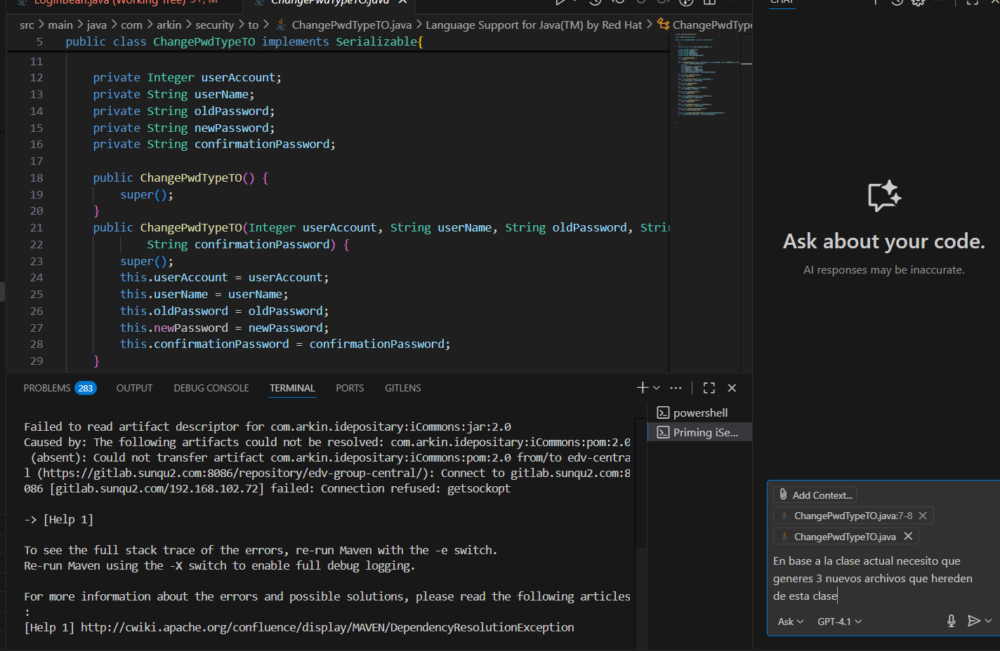 LoginBean.java (Working Tree) 9+, M
ChangePwdTypeTO.java
CHAT
src > main > java > com > arkin > security > to > ChangePwdTypeTO.java > Language Support for Java(TM) by Red Hat > ChangePwdType
5 public class ChangePwdTypeTO implements Serializable{
11
12 private Integer userAccount;
13 private String userName;
14 private String oldPassword;
15 private String newPassword;
16 private String confirmationPassword;
17
18 public ChangePwdTypeTO() {
19 super();
20 }
21 public ChangePwdTypeTO(Integer userAccount, String userName, String oldPassword, Strin
22 String confirmationPassword) {
23 super();
24 this.userAccount = userAccount;
25 this.userName = userName;
26 this.oldPassword = oldPassword;
27 this.newPassword = newPassword;
28 this.confirmationPassword = confirmationPassword;
29 }
PROBLEMS 283 OUTPUT DEBUG CONSOLE TERMINAL PORTS GITLENS
Failed to read artifact descriptor for com.arkin.idepositary:iCommons:jar:2.0
Caused by: The following artifacts could not be resolved: com.arkin.idepositary:iCommons:pom:2.0
(absent): Could not transfer artifact com.arkin.idepositary:iCommons:pom:2.0 from/to edv-centra
l (https://gitlab.sunqu2.com:8086/repository/edv-group-central/): Connect to gitlab.sunqu2.com:8
086 [gitlab.sunqu2.com/192.168.102.72] failed: Connection refused: getsockopt
-> [Help 1]
To see the full stack trace of the errors, re-run Maven with the -e switch.
Re-run Maven using the -X switch to enable full debug logging.
For more information about the errors and possible solutions, please read the following articles
:
[Help 1] http://cwiki.apache.org/confluence/display/MAVEN/DependencyResolutionException
powershell
Priming iSe...
Ask about your code.
AI responses may be inaccurate.
Add Context...
ChangePwdTypeTO.java:7-8
ChangePwdTypeTO.java
En base a la clase actual necesito que
generes 3 nuevos archivos que hereden
de esta clase
Ask GPT-4.1